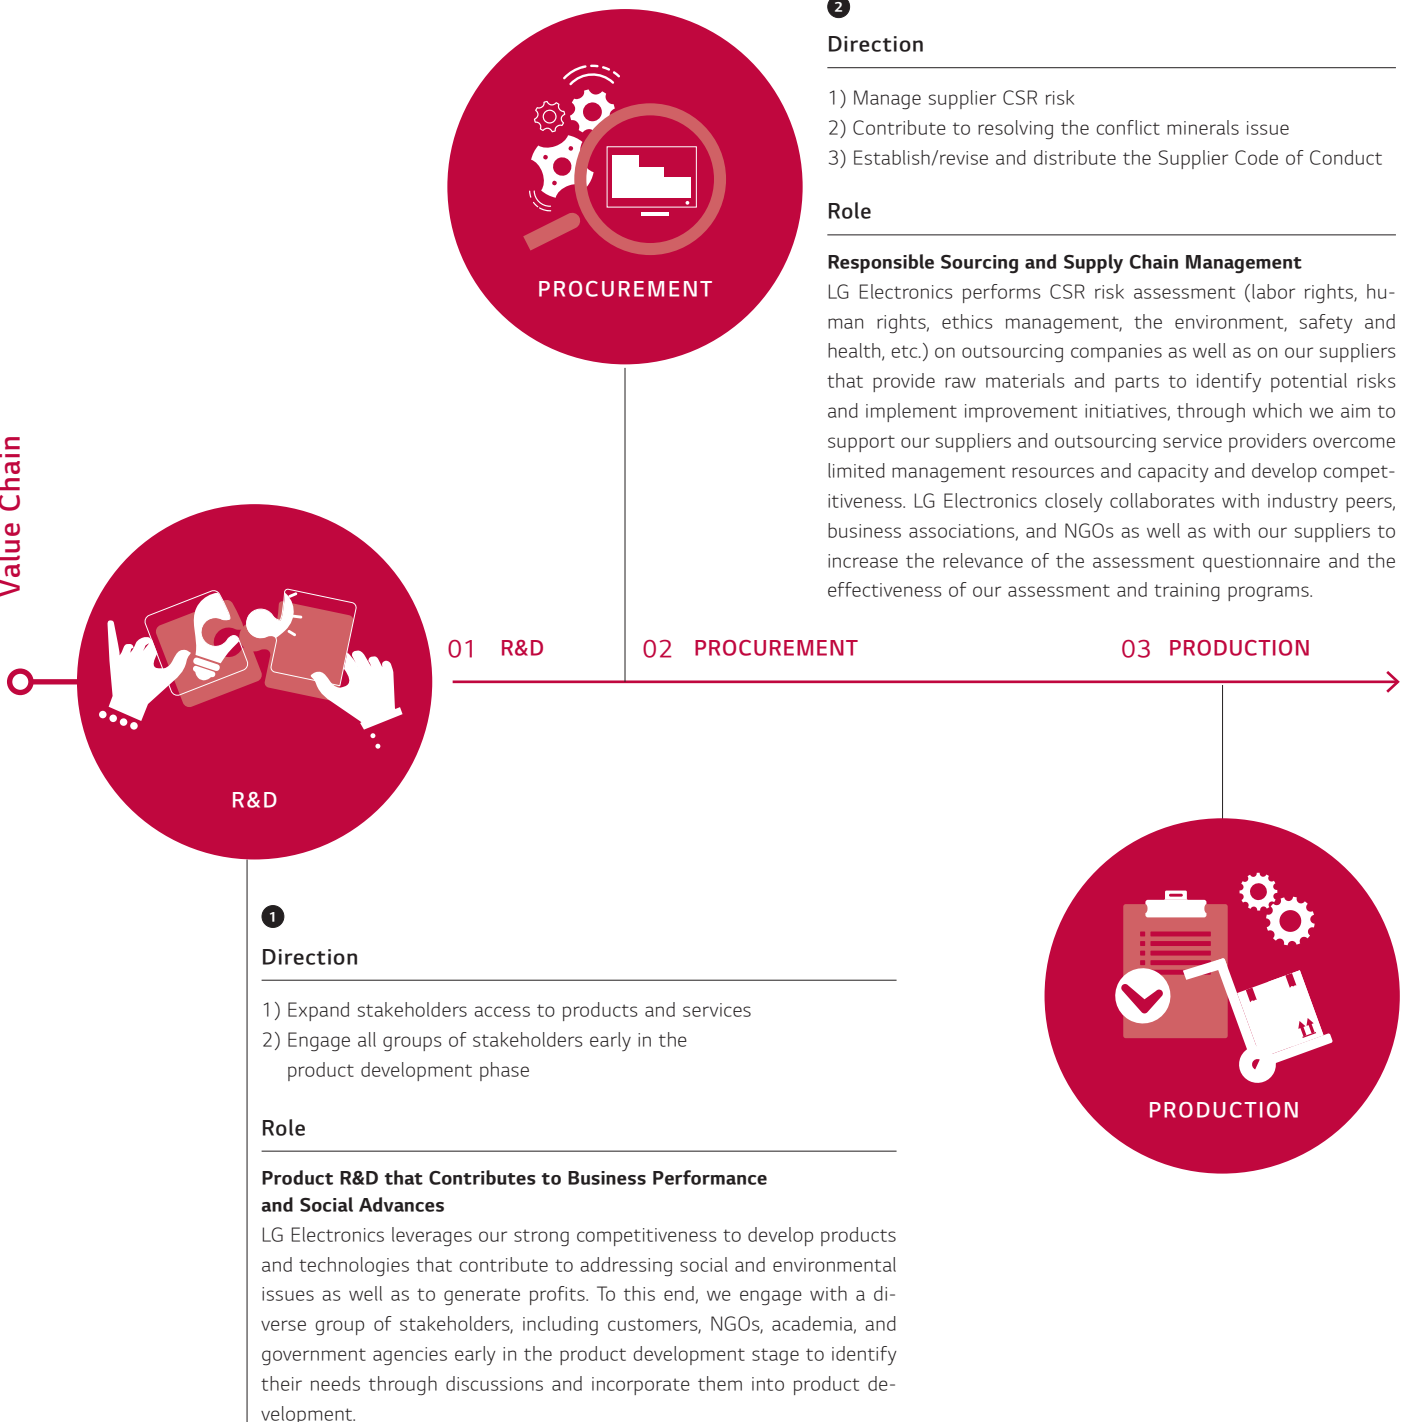 2
Direction
1) Manage supplier CSR risk
2) Contribute to resolving the conflict minerals issue
3) Establish/revise and distribute the Supplier Code of Conduct
Role
Responsible Sourcing and Supply Chain Management
LG Electronics performs CSR risk assessment (labor rights, hu-
man rights, ethics management, the environment, safety and
health, etc.) on outsourcing companies as well as on our suppliers
that provide raw materials and parts to identify potential risks
and implement improvement initiatives, through which we aim to
support our suppliers and outsourcing service providers overcome
limited management resources and capacity and develop compet-
itiveness. LG Electronics closely collaborates with industry peers,
business associations, and NGOs as well as with our suppliers to
increase the relevance of the assessment questionnaire and the
effectiveness of our assessment and training programs.
PROCUREMENT
Value Chain
01 R&D
02 PROCUREMENT
03 PRODUCTION
R&D
1
Direction
1) Expand stakeholders access to products and services
2) Engage all groups of stakeholders early in the
product development phase
Role
Product R&D that Contributes to Business Performance
and Social Advances
LG Electronics leverages our strong competitiveness to develop products
and technologies that contribute to addressing social and environmental
issues as well as to generate profits. To this end, we engage with a di-
verse group of stakeholders, including customers, NGOs, academia, and
government agencies early in the product development stage to identify
their needs through discussions and incorporate them into product de-
velopment.
PRODUCTION